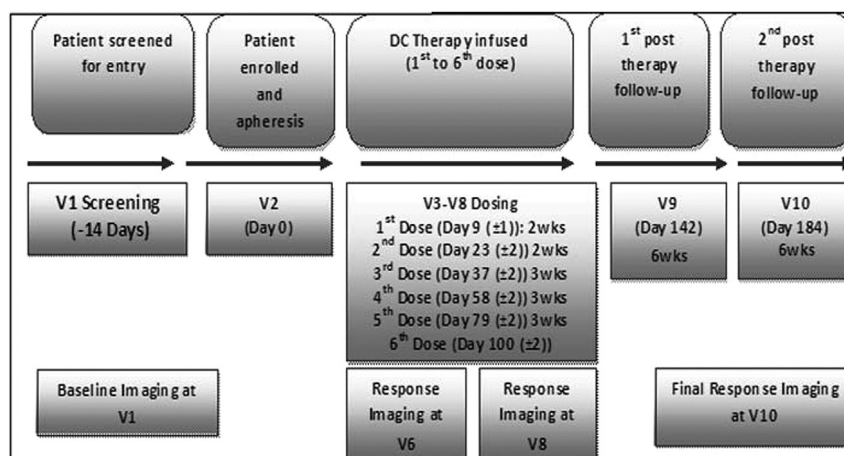 Patient screened
for entry
Patient
enrolled
and
apheresis
DC Therapy infused
(1st to 6th dose)
1st post
therapy
follow-up
2nd post
therapy
follow-up
V1 Screening
(-14 Days)
V2
(Day 0)
V3-V8 Dosing
1st Dose (Day 9 (±1)): 2wks
2nd Dose (Day 23 (±2)) 2wks
3rd Dose (Day 37 (±2)) 3wks
4th Dose (Day 58 (±2)) 3wks
5th Dose (Day 79 (±2)) 3wks
6th Dose (Day 100 (±2))
V9
(Day 142)
6wks
V10
(Day 184)
6wks
Baseline Imaging at
V1
Response
Imaging at
V6
Response
Imaging at
V8
Final Response Imaging
at V10